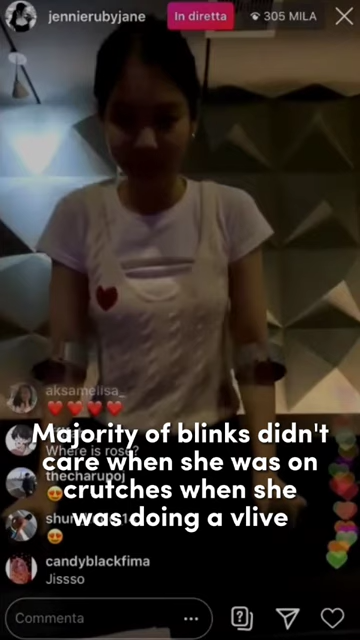 jennierubyjane In diretta 305 MILA
aksamelisa_
❤️❤️❤️❤️
Majority of blinks didn't
Where is rose?
care when she was on
thecharunoi
😍crutches when she
was doing a vlive
😍
candyblackfima
Jissso
Commenta